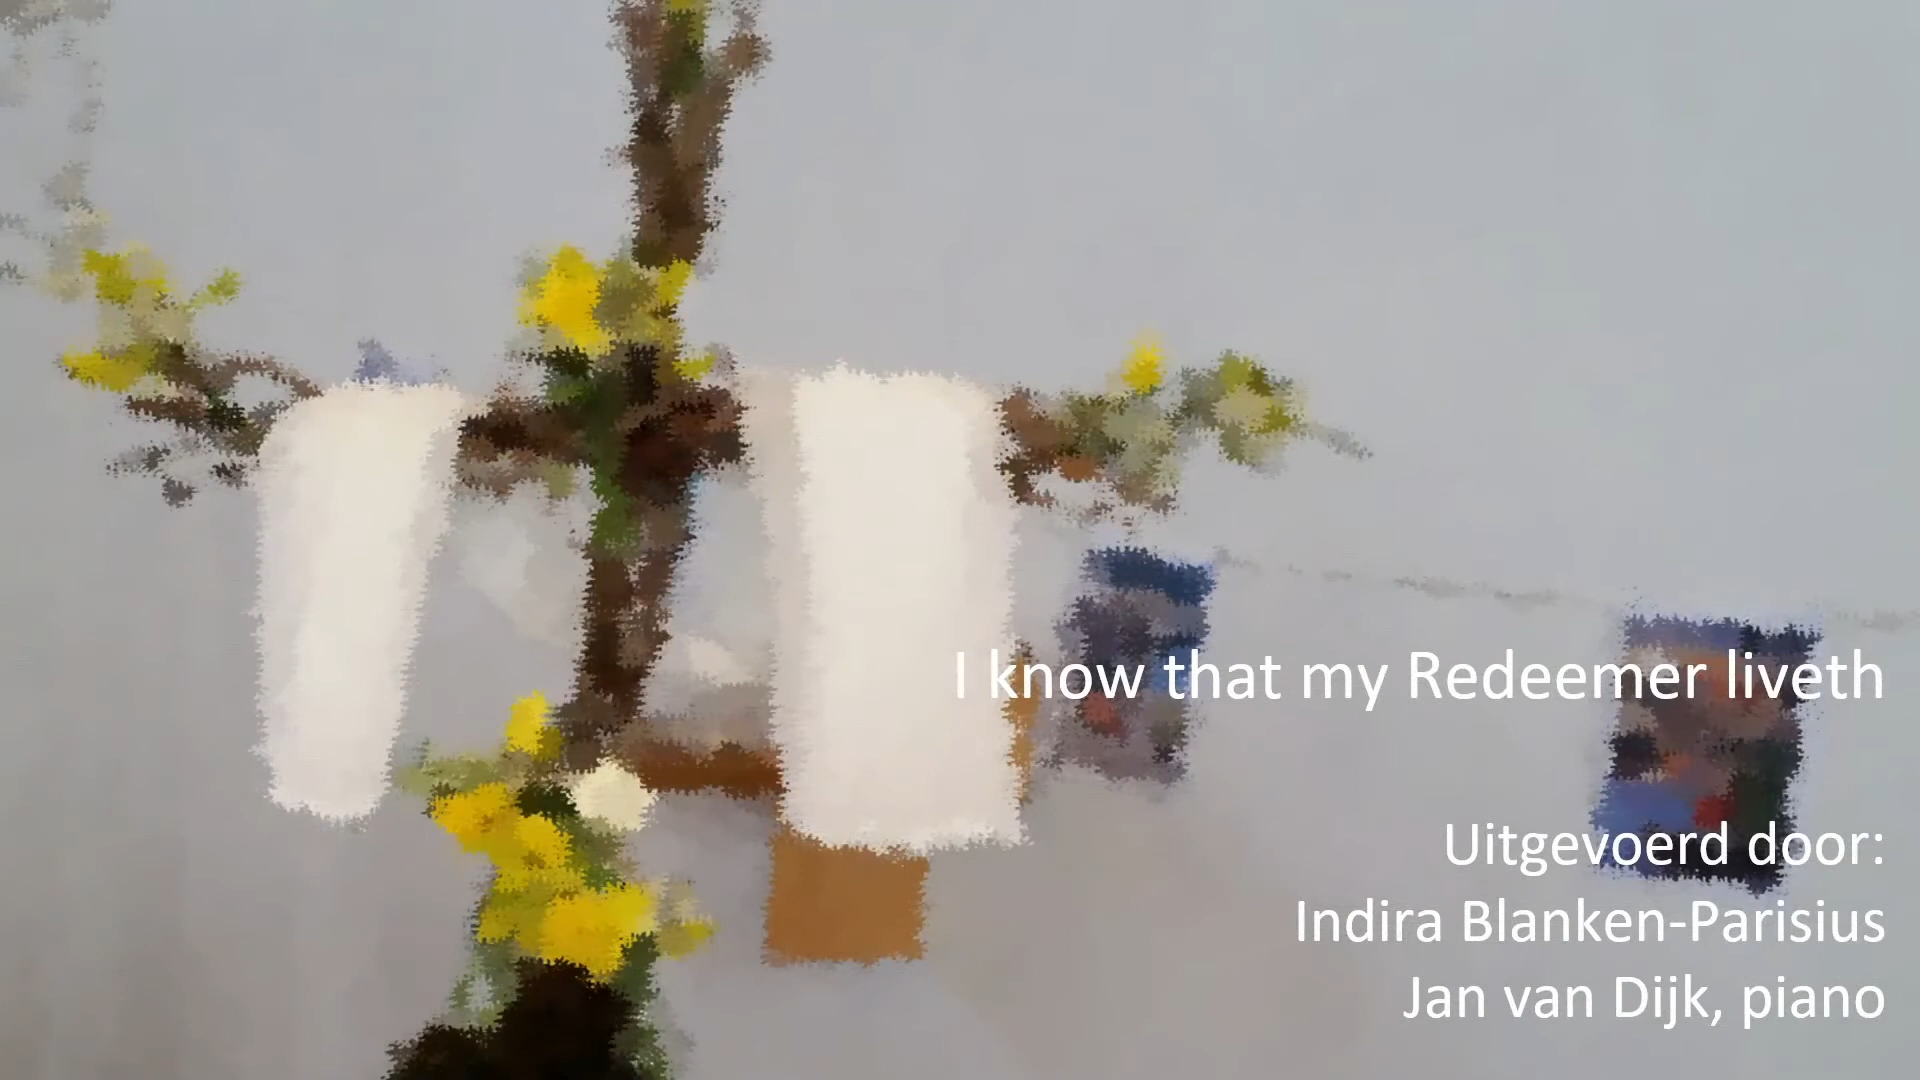 I know that my Redeemer liveth
Uitgevoerd door:
Indira Blanken-Parisius
Jan van Dijk, piano